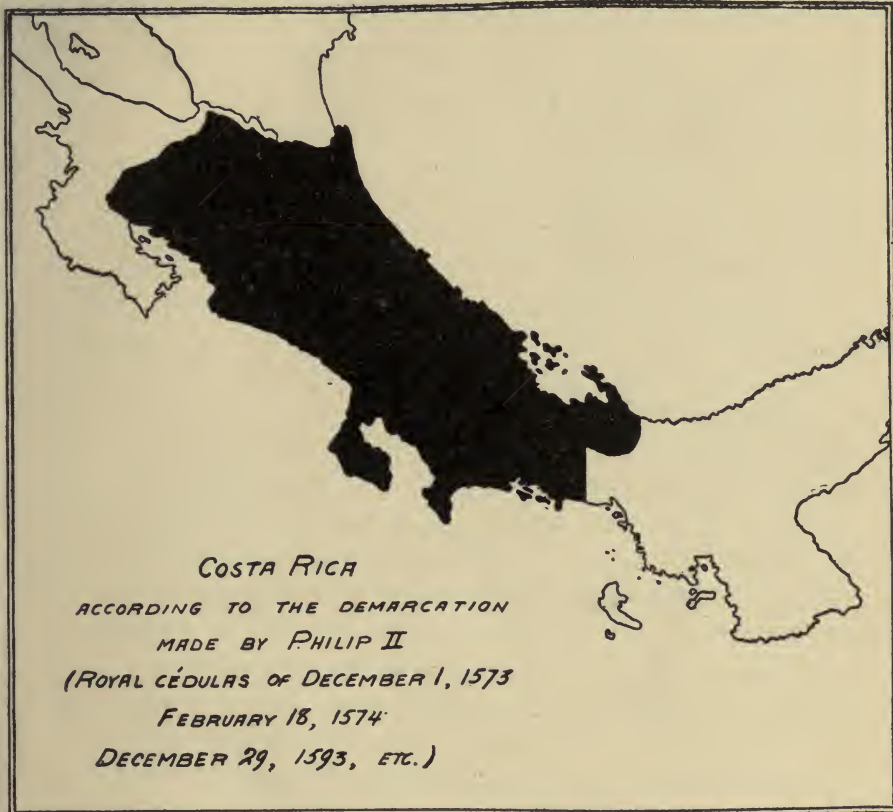 COSTA RICA
ACCORDING TO THE DEMARCATION
MADE BY PHILIP II
(ROYAL CÉDULAS OF DECEMBER 1, 1573
FEBRUARY 18, 1574
DECEMBER 29, 1593, ETC.)